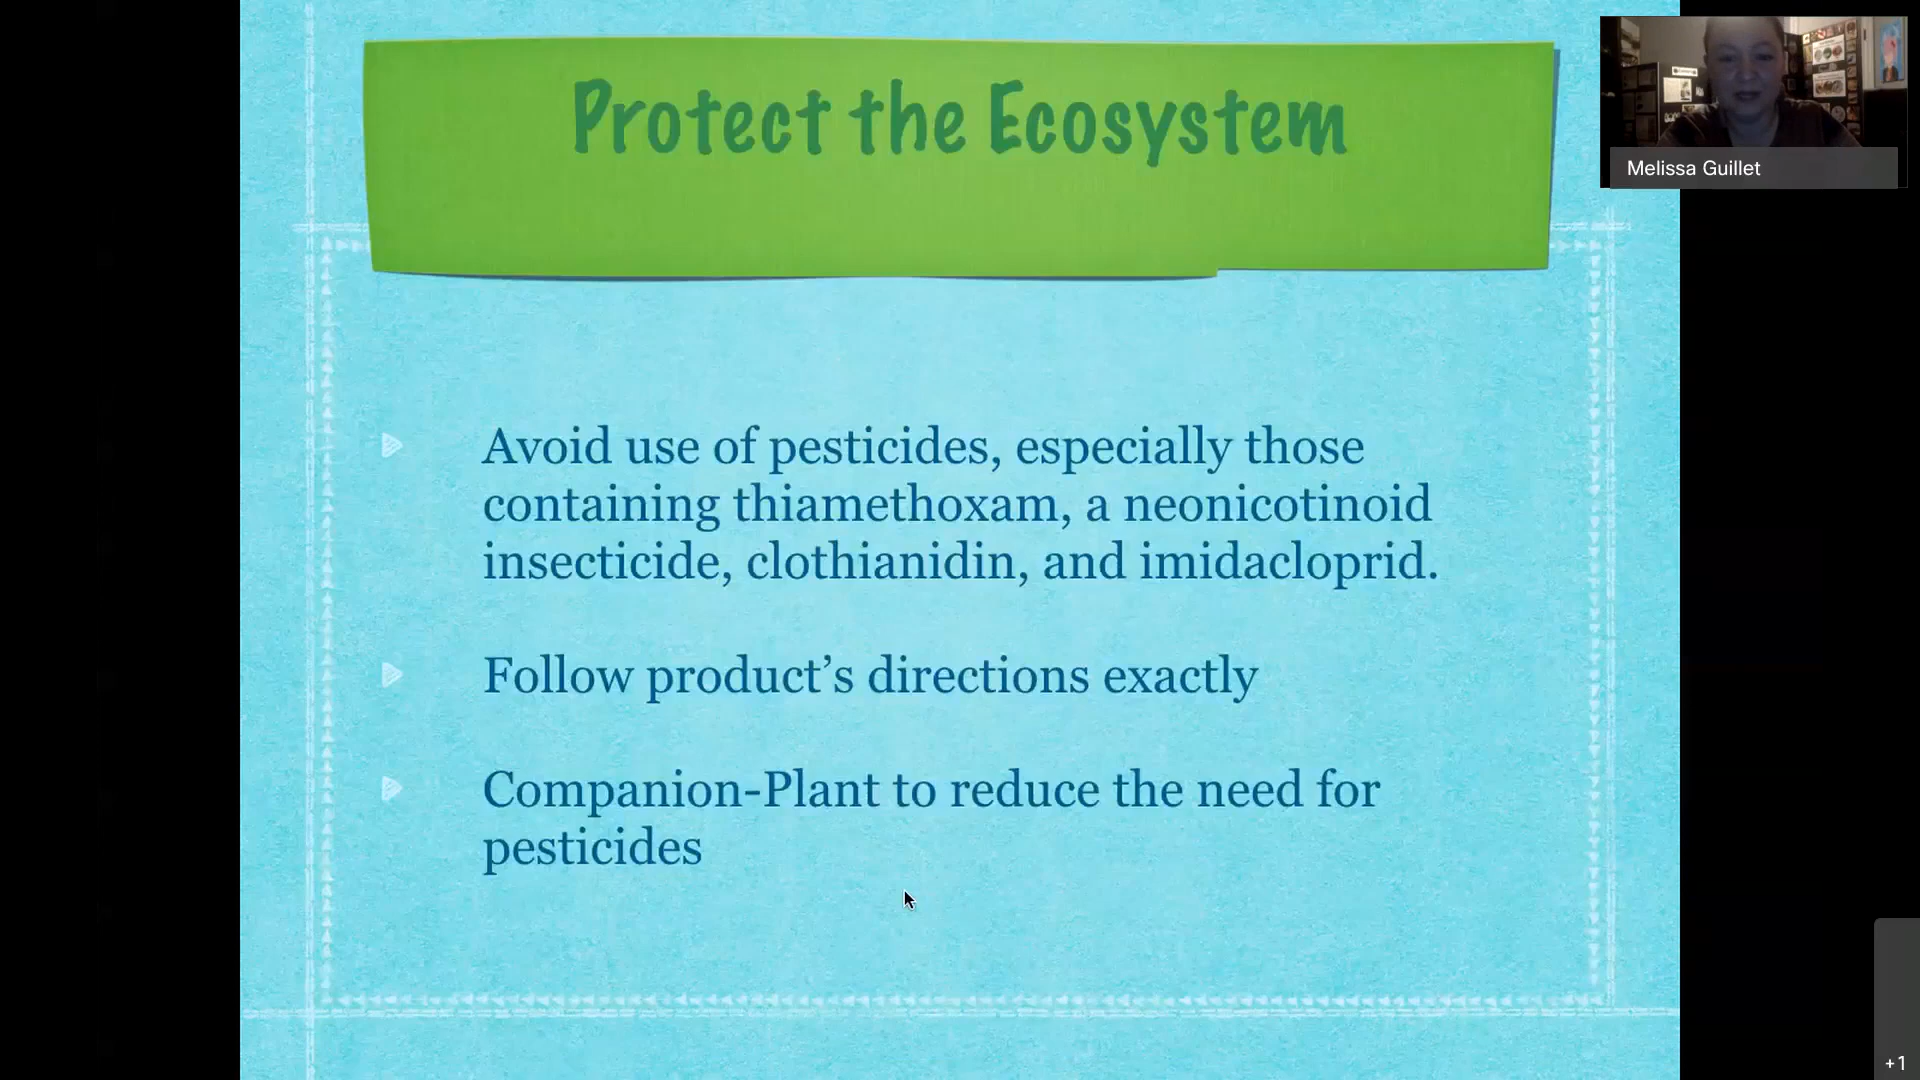 Protect the Ecosystem
Melissa Guillet
Avoid use of pesticides, especially those
containing thiamethoxam, a neonicotinoid
insecticide, clothianidin, and imidacloprid.
Follow product’s directions exactly
Companion-Plant to reduce the need for
pesticides
+1